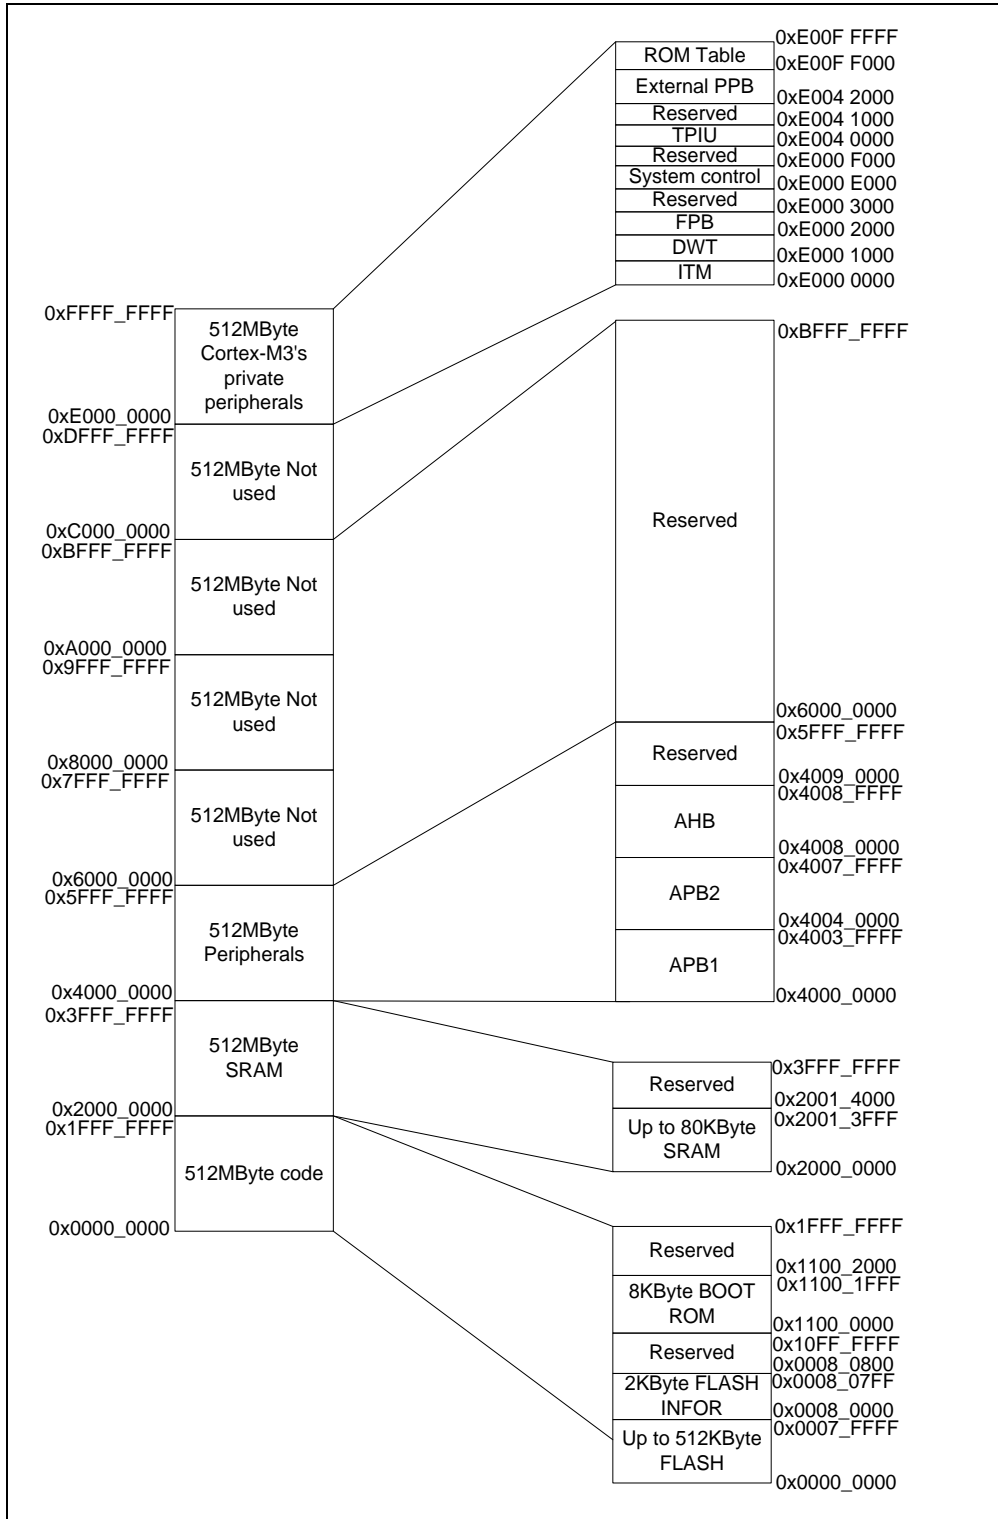 0xE00F FFFF
ROM Table
0xE00F F000
External PPB
0xE004 2000
Reserved
0xE004 1000
TPIU
0xE004 0000
Reserved
0xE000 F000
System control
0xE000 E000
Reserved
0xE000 3000
FPB
0xE000 2000
DWT
0xE000 1000
ITM
0xE000 0000
0xFFFF_FFFF
512MByte
Cortex-M3's
private
peripherals
0xE000_0000
0xDFFF_FFFF
512MByte Not
used
0xC000_0000
0xBFFF_FFFF
512MByte Not
used
0xA000_0000
0x9FFF_FFFF
512MByte Not
used
0x8000_0000
0x7FFF_FFFF
512MByte Not
used
0x6000_0000
0x5FFF_FFFF
512MByte
Peripherals
0x4000_0000
0x3FFF_FFFF
512MByte
SRAM
0x2000_0000
0x1FFF_FFFF
512MByte code
0x0000_0000
0xBFFF_FFFF
Reserved
0x6000_0000
0x5FFF_FFFF
Reserved
0x4009_0000
0x4008_FFFF
AHB
0x4008_0000
0x4007_FFFF
APB2
0x4004_0000
0x4003_FFFF
APB1
0x4000_0000
0x3FFF_FFFF
Reserved
0x2001_4000
0x2001_3FFF
Up to 80KByte
SRAM
0x2000_0000
0x1FFF_FFFF
Reserved
0x1100_2000
0x1100_1FFF
8KByte BOOT
ROM
0x1100_0000
0x10FF_FFFF
Reserved
0x0008_0800
0x0008_07FF
2KByte FLASH
INFOR
0x0008_0000
0x0007_FFFF
Up to 512KByte
FLASH
0x0000_0000